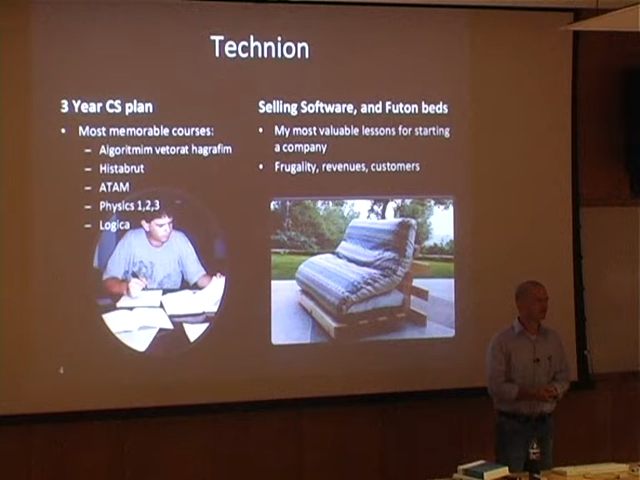 Technion
3 Year CS plan
• Most memorable courses:
– Algoritmim vetorat hagrafim
– Histabrut
– ATAM
– Physics 1,2,3
– Logica
Selling Software, and Futon beds
• My most valuable lessons for starting
a company
• Frugality, revenues, customers
4